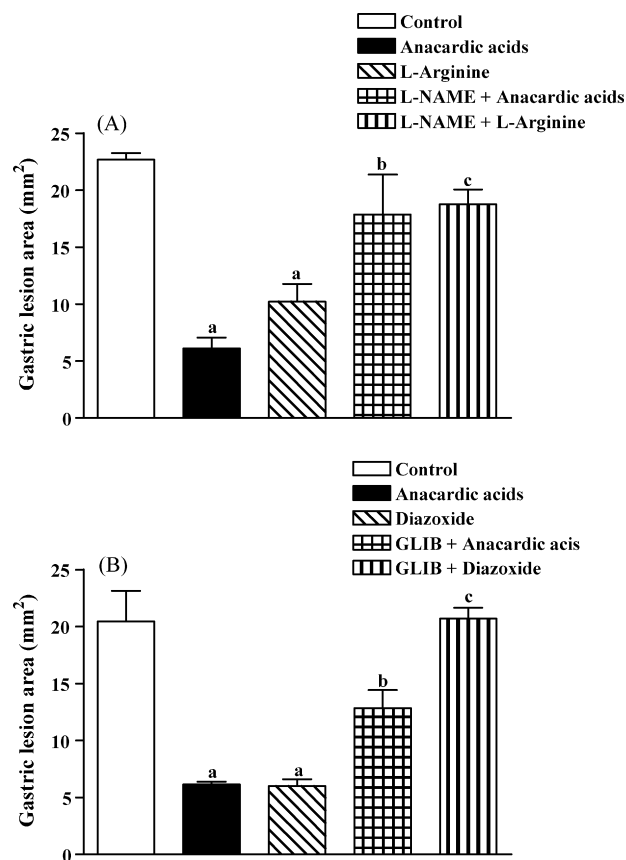 Control
Anacardic acids
L-Arginine
L-NAME + Anacardic acids
L-NAME + L-Arginine
(A)
Gastric lesion area (mm²)
25
20
15
10
5
0
a
a
b
c
Control
Anacardic acids
Diazoxide
GLIB + Anacardic acis
GLIB + Diazoxide
(B)
Gastric lesion area (mm²)
25
20
15
10
5
0
a
a
b
c